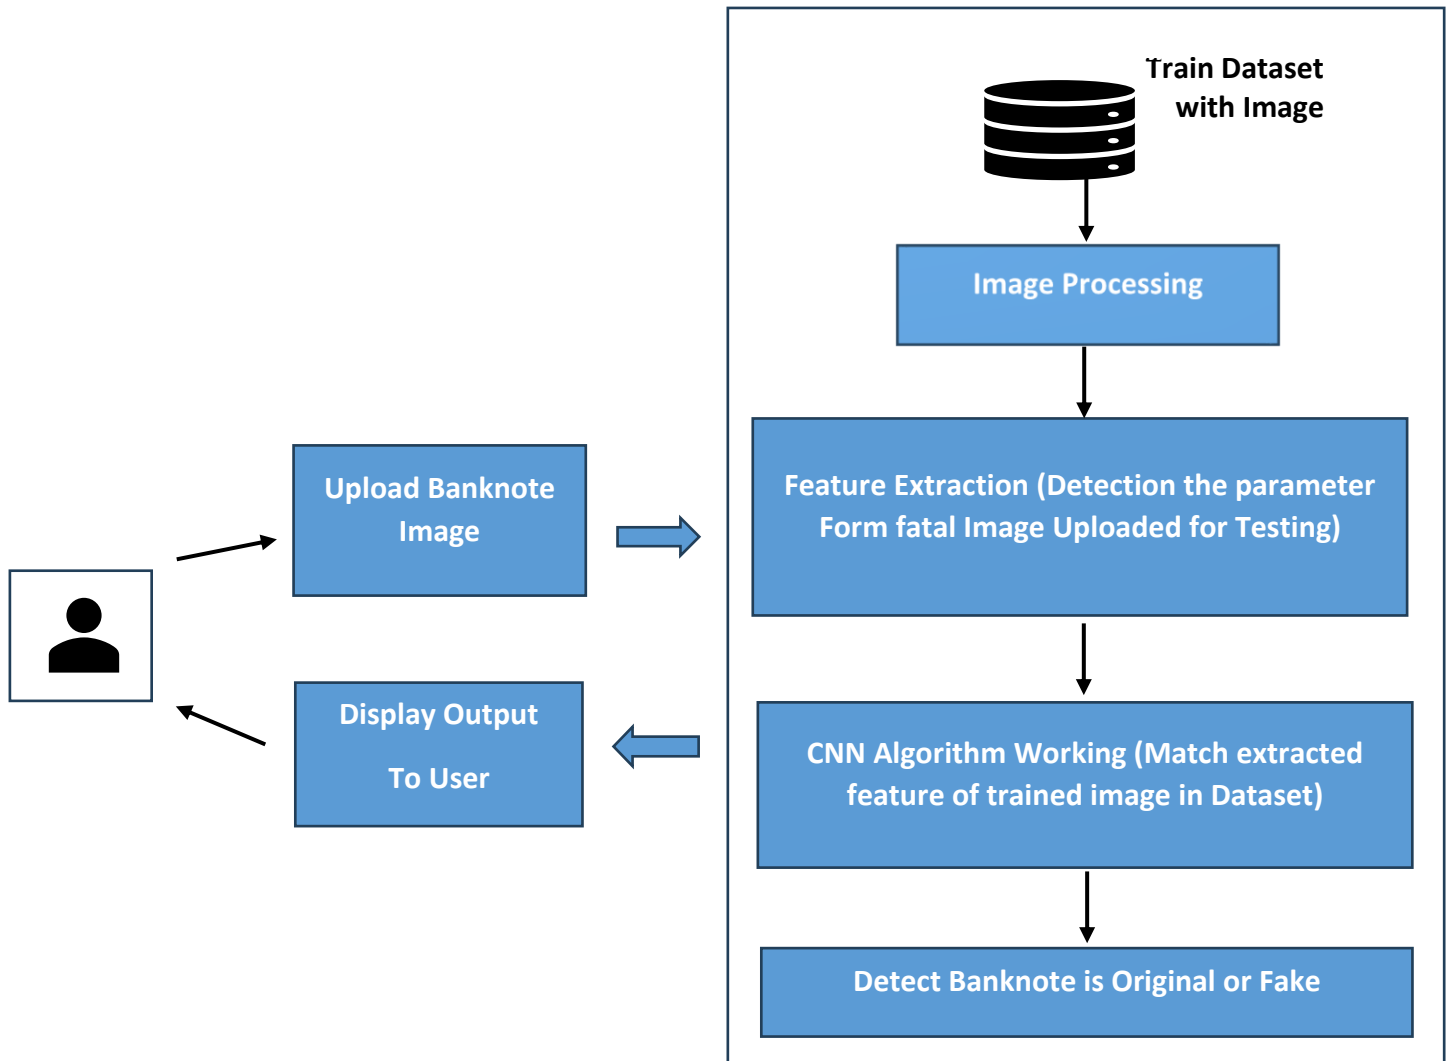 Train Dataset
with Image
Image Processing
Feature Extraction (Detection the parameter
Form fatal Image Uploaded for Testing)
CNN Algorithm Working (Match extracted
feature of trained image in Dataset)
Detect Banknote is Original or Fake
Upload Banknote
Image
Display Output
To User